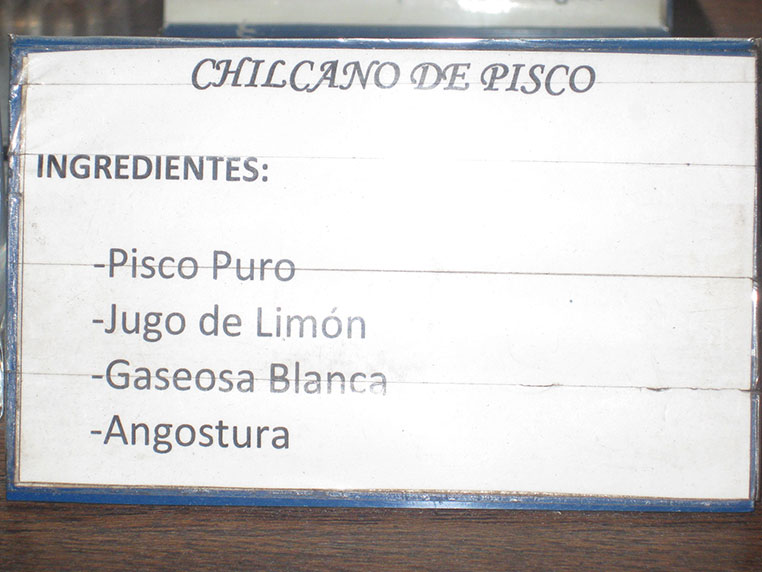 CHILCANO DE PISCO
INGREDIENTES:
-Pisco Puro
-Jugo de Limón
-Gaseosa Blanca
-Angostura